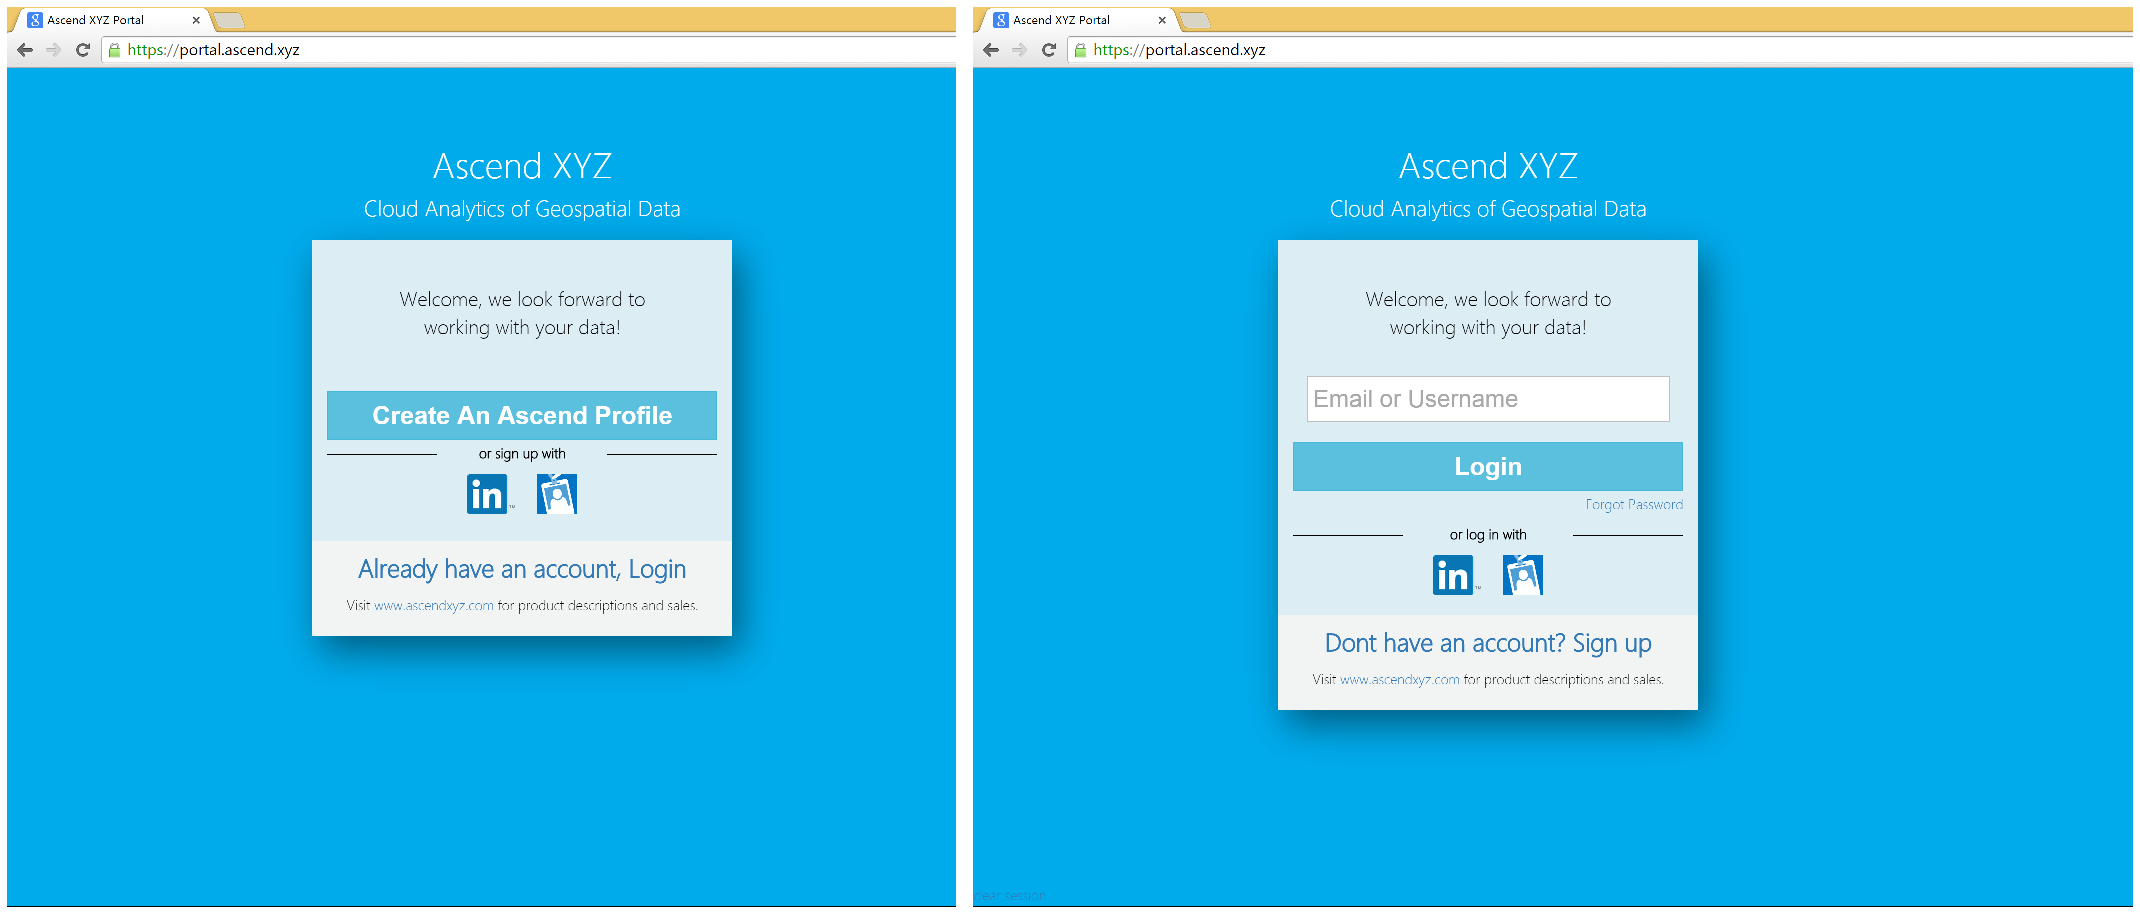 Ascend XYZ Portal
https://portal.ascend.xyz
Ascend XYZ
Cloud Analytics of Geospatial Data
Welcome, we look forward to
working with your data!
Create An Ascend Profile
or sign up with
in
Already have an account, Login
Visit www.ascendxyz.com for product descriptions and sales.
Ascend XYZ Portal
https://portal.ascend.xyz
Ascend XYZ
Cloud Analytics of Geospatial Data
Welcome, we look forward to
working with your data!
Email or Username
Login
Forgot Password
or log in with
in
Dont have an account? Sign up
Visit www.ascendxyz.com for product descriptions and sales.
session